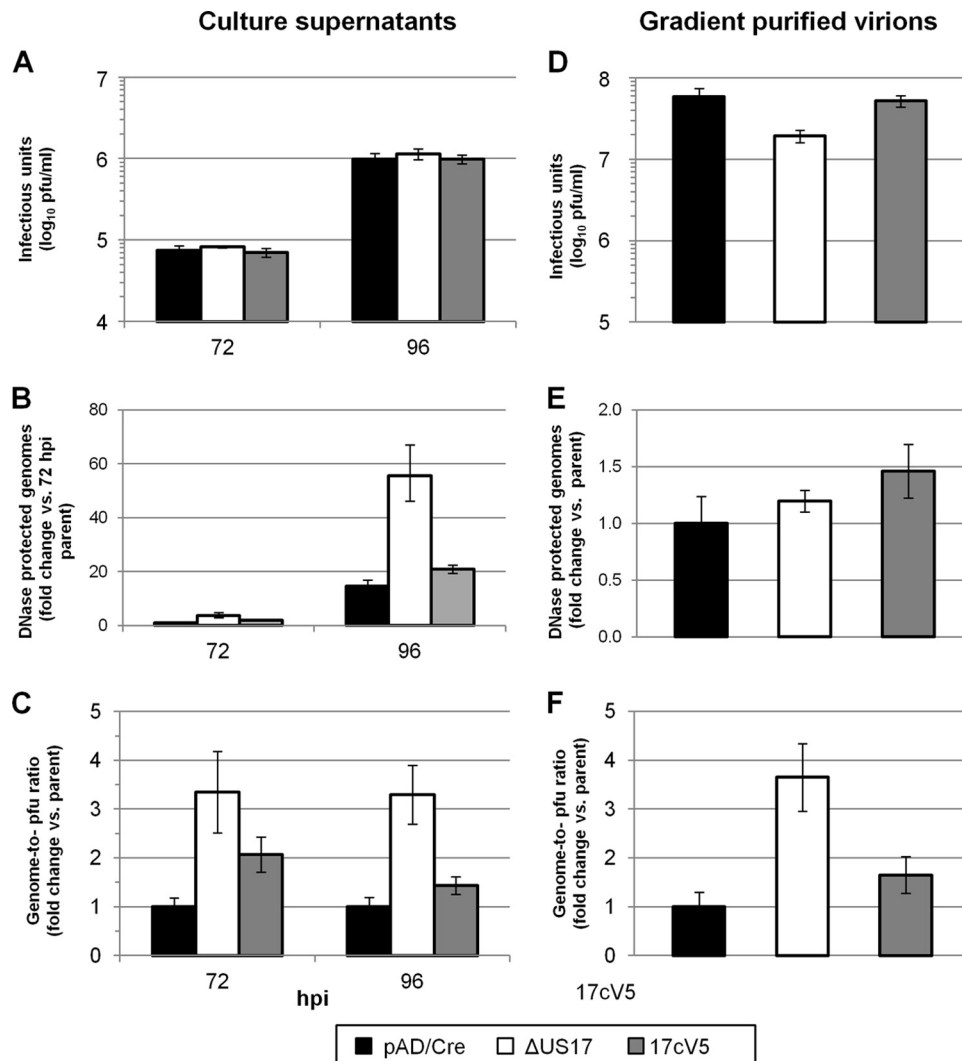 Culture supernatants
Gradient purified virions
A
Infectious units
(log10 pfu/ml)
7
6
5
4
72
96
D
Infectious units
(log10 pfu/ml)
8
7
6
5
B
DNase protected genomes
(fold change vs. 72 hpi
parent)
80
60
40
20
0
72
96
E
DNase protected genomes
(fold change vs. parent)
2.0
1.5
1.0
0.5
0.0
C
Genome-to- pfu ratio
(fold change vs. parent)
5
4
3
2
1
0
72
96
hpi
F
Genome-to- pfu ratio
(fold change vs. parent)
5
4
3
2
1
0
17cV5
pAD/Cre
ΔUS17
17cV5